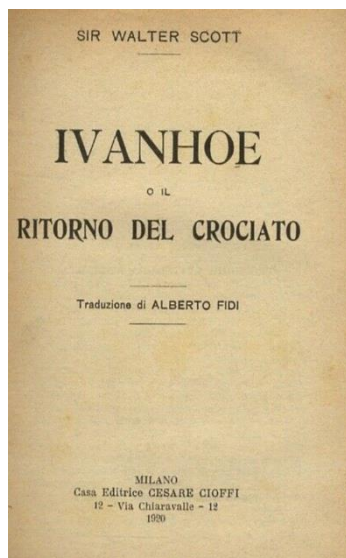 SIR WALTER SCOTT
IVANHOE
O IL
RITORNO DEL CROCIATO
Traduzione di ALBERTO FIDI
MILANO
Casa Editrice CESARE CIOFFI
12 - Via Chiaravalle - 12
1920